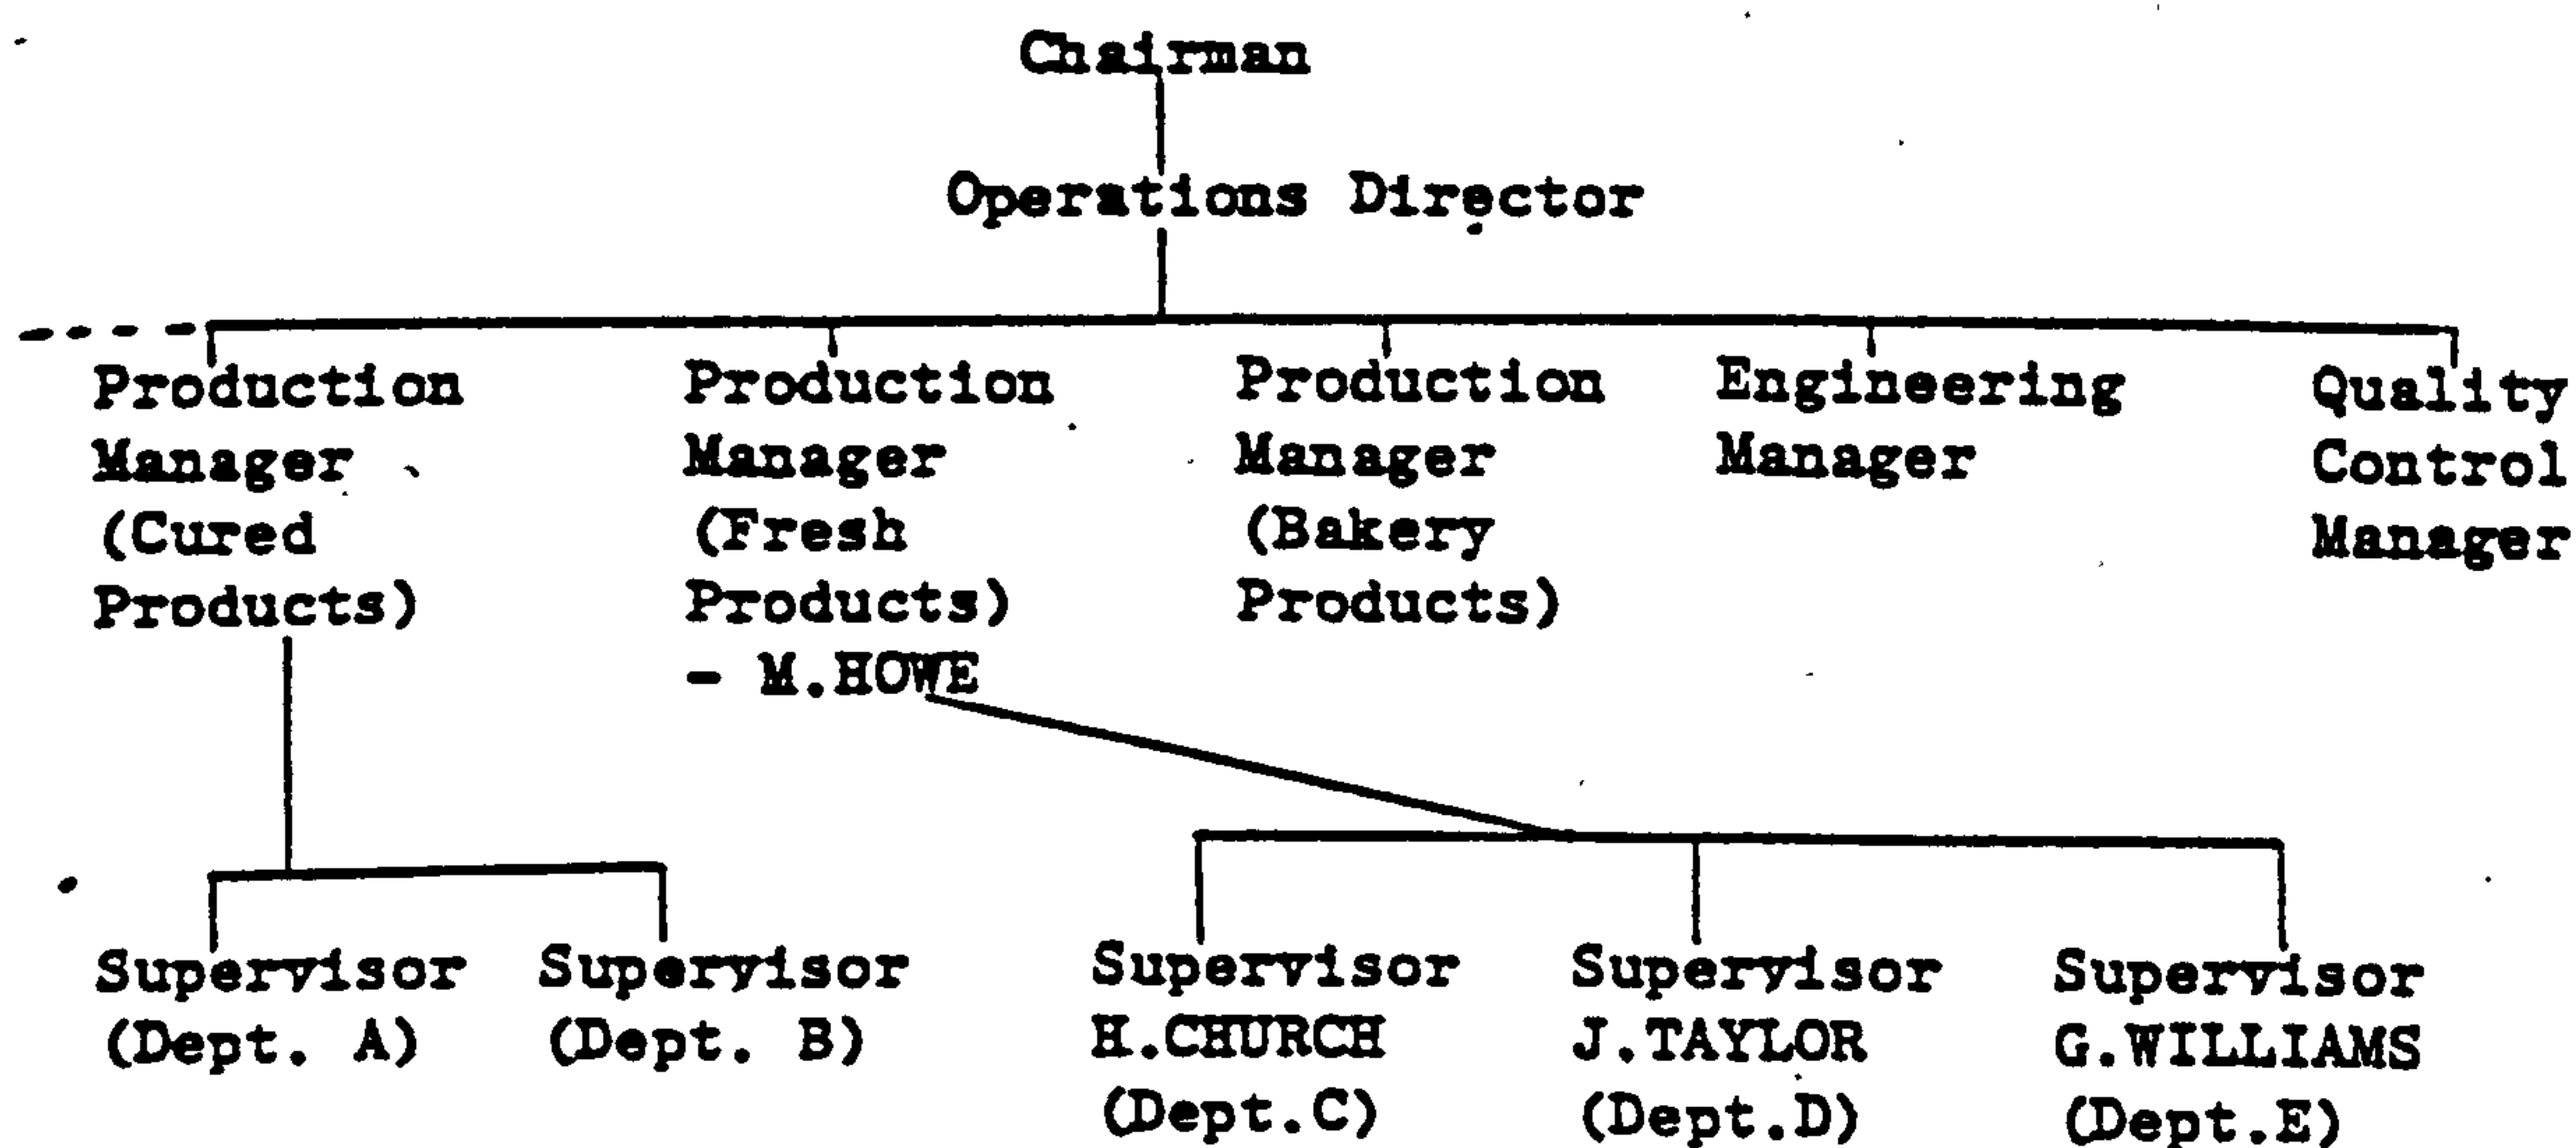 Chairman
Operations Director
Production
Manager
(Cured
Products)
Production
Manager
(Fresh
Products)
- M.HOWE
Production
Manager
(Bakery
Products)
Engineering
Manager
Quality
Control
Manager
Supervisor
(Dept. A)
Supervisor
(Dept. B)
Supervisor
H.CHURCH
(Dept.C)
Supervisor
J.TAYLOR
(Dept.D)
Supervisor
G.WILLIAMS
(Dept.E)